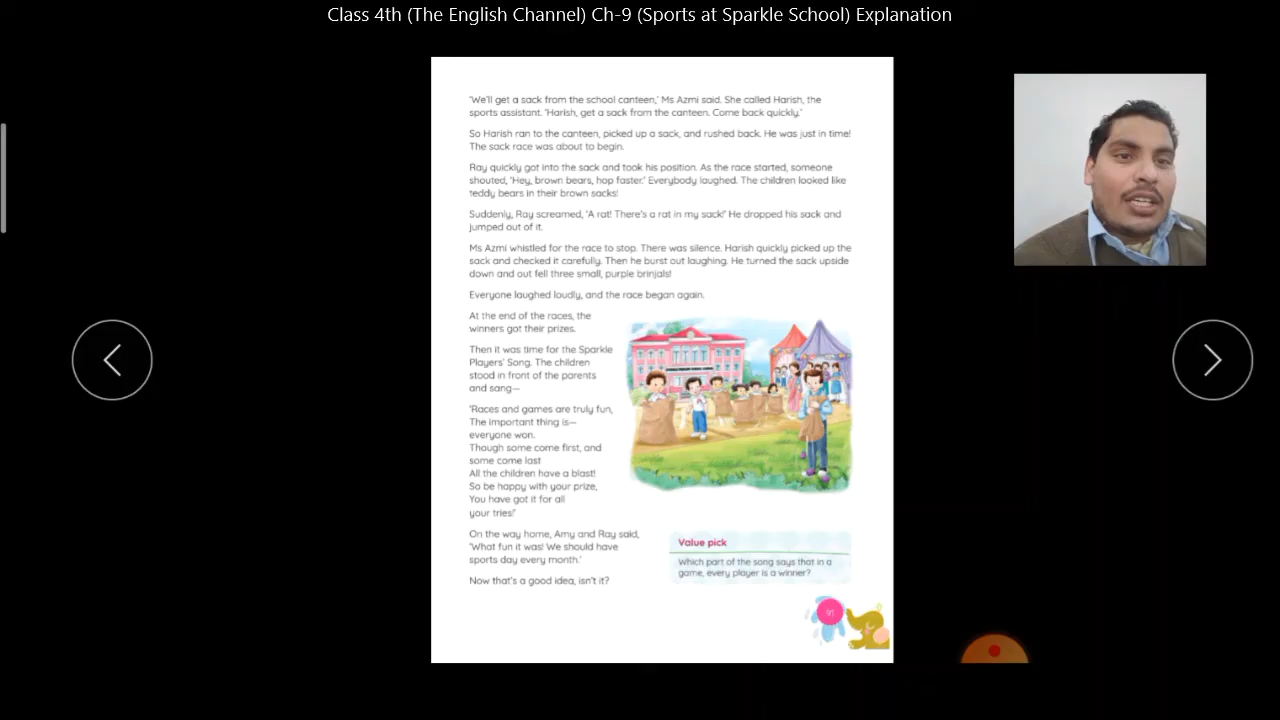 Class 4th (The English Channel) Ch-9 (Sports at Sparkle School) Explanation
'We'll get a sack from the school canteen,' Ms Azmi said. She called Harish, the
sports assistant. 'Harish, get a sack from the canteen. Come back quickly.'
So Harish ran to the canteen, picked up a sack, and rushed back. He was just in time!
The sack race was about to begin.
Ray quickly got into the sack and took his position. As the race started, someone
shouted, 'Hey, brown bears, hop faster.' Everybody laughed. The children looked like
teddy bears in their brown sacks!
Suddenly, Ray screamed, 'A rat! There's a rat in my sack!' He dropped his sack and
jumped out of it.
Ms Azmi whistled for the race to stop. There was silence. Harish quickly picked up the
sack and checked it carefully. Then he burst out laughing. He turned the sack upside
down and out fell three small, purple brinjals!
Everyone laughed loudly, and the race began again.
At the end of the races, the
winners got their prizes.
Then it was time for the Sparkle
Players' Song. The children
stood in front of the parents
and sang—
'Races and games are truly fun,
The important thing is—
everyone won.
Though some come first, and
some come last
All the children have a blast!
So be happy with your prize,
You have got it for all
your tries!'
On the way home, Amy and Ray said,
'What fun it was! We should have
sports day every month.'
Now that's a good idea, isn't it?
Value pick
Which part of the song says that in a
game, every player is a winner?
91